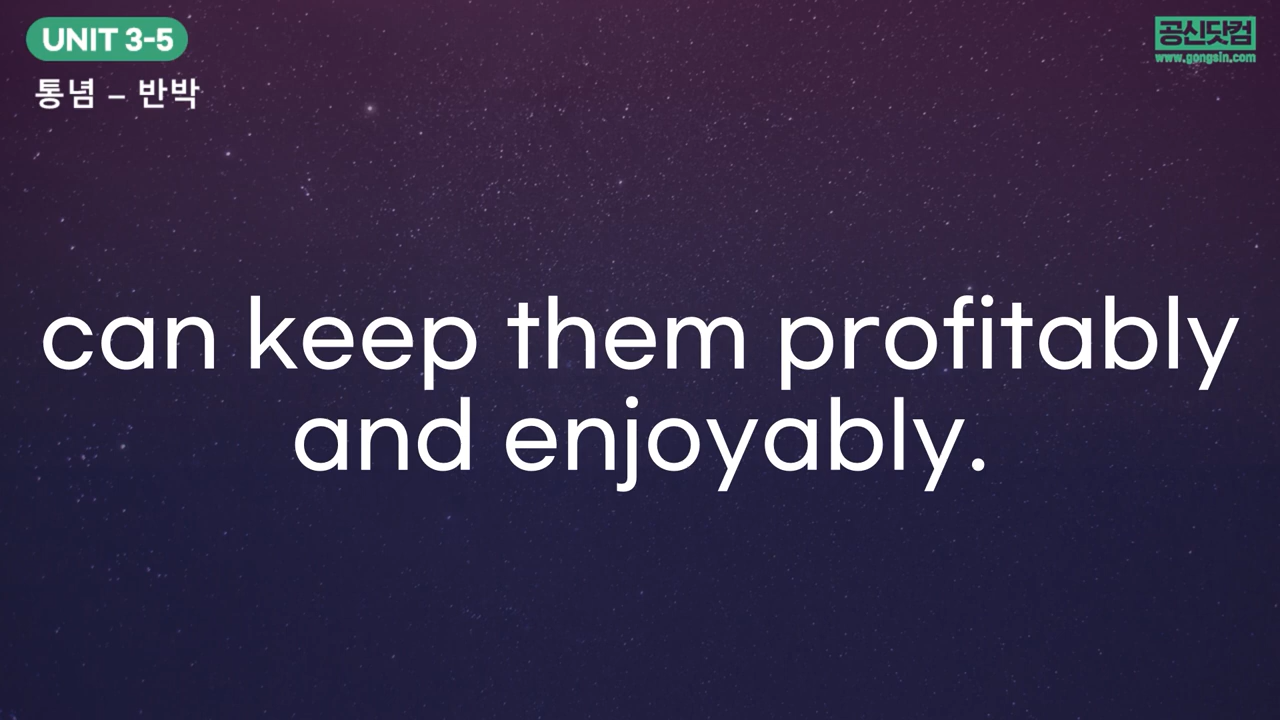 UNIT 3-5
공신닷컴
www.gongsin.com
통념 – 반박
can keep them profitably
and enjoyably.